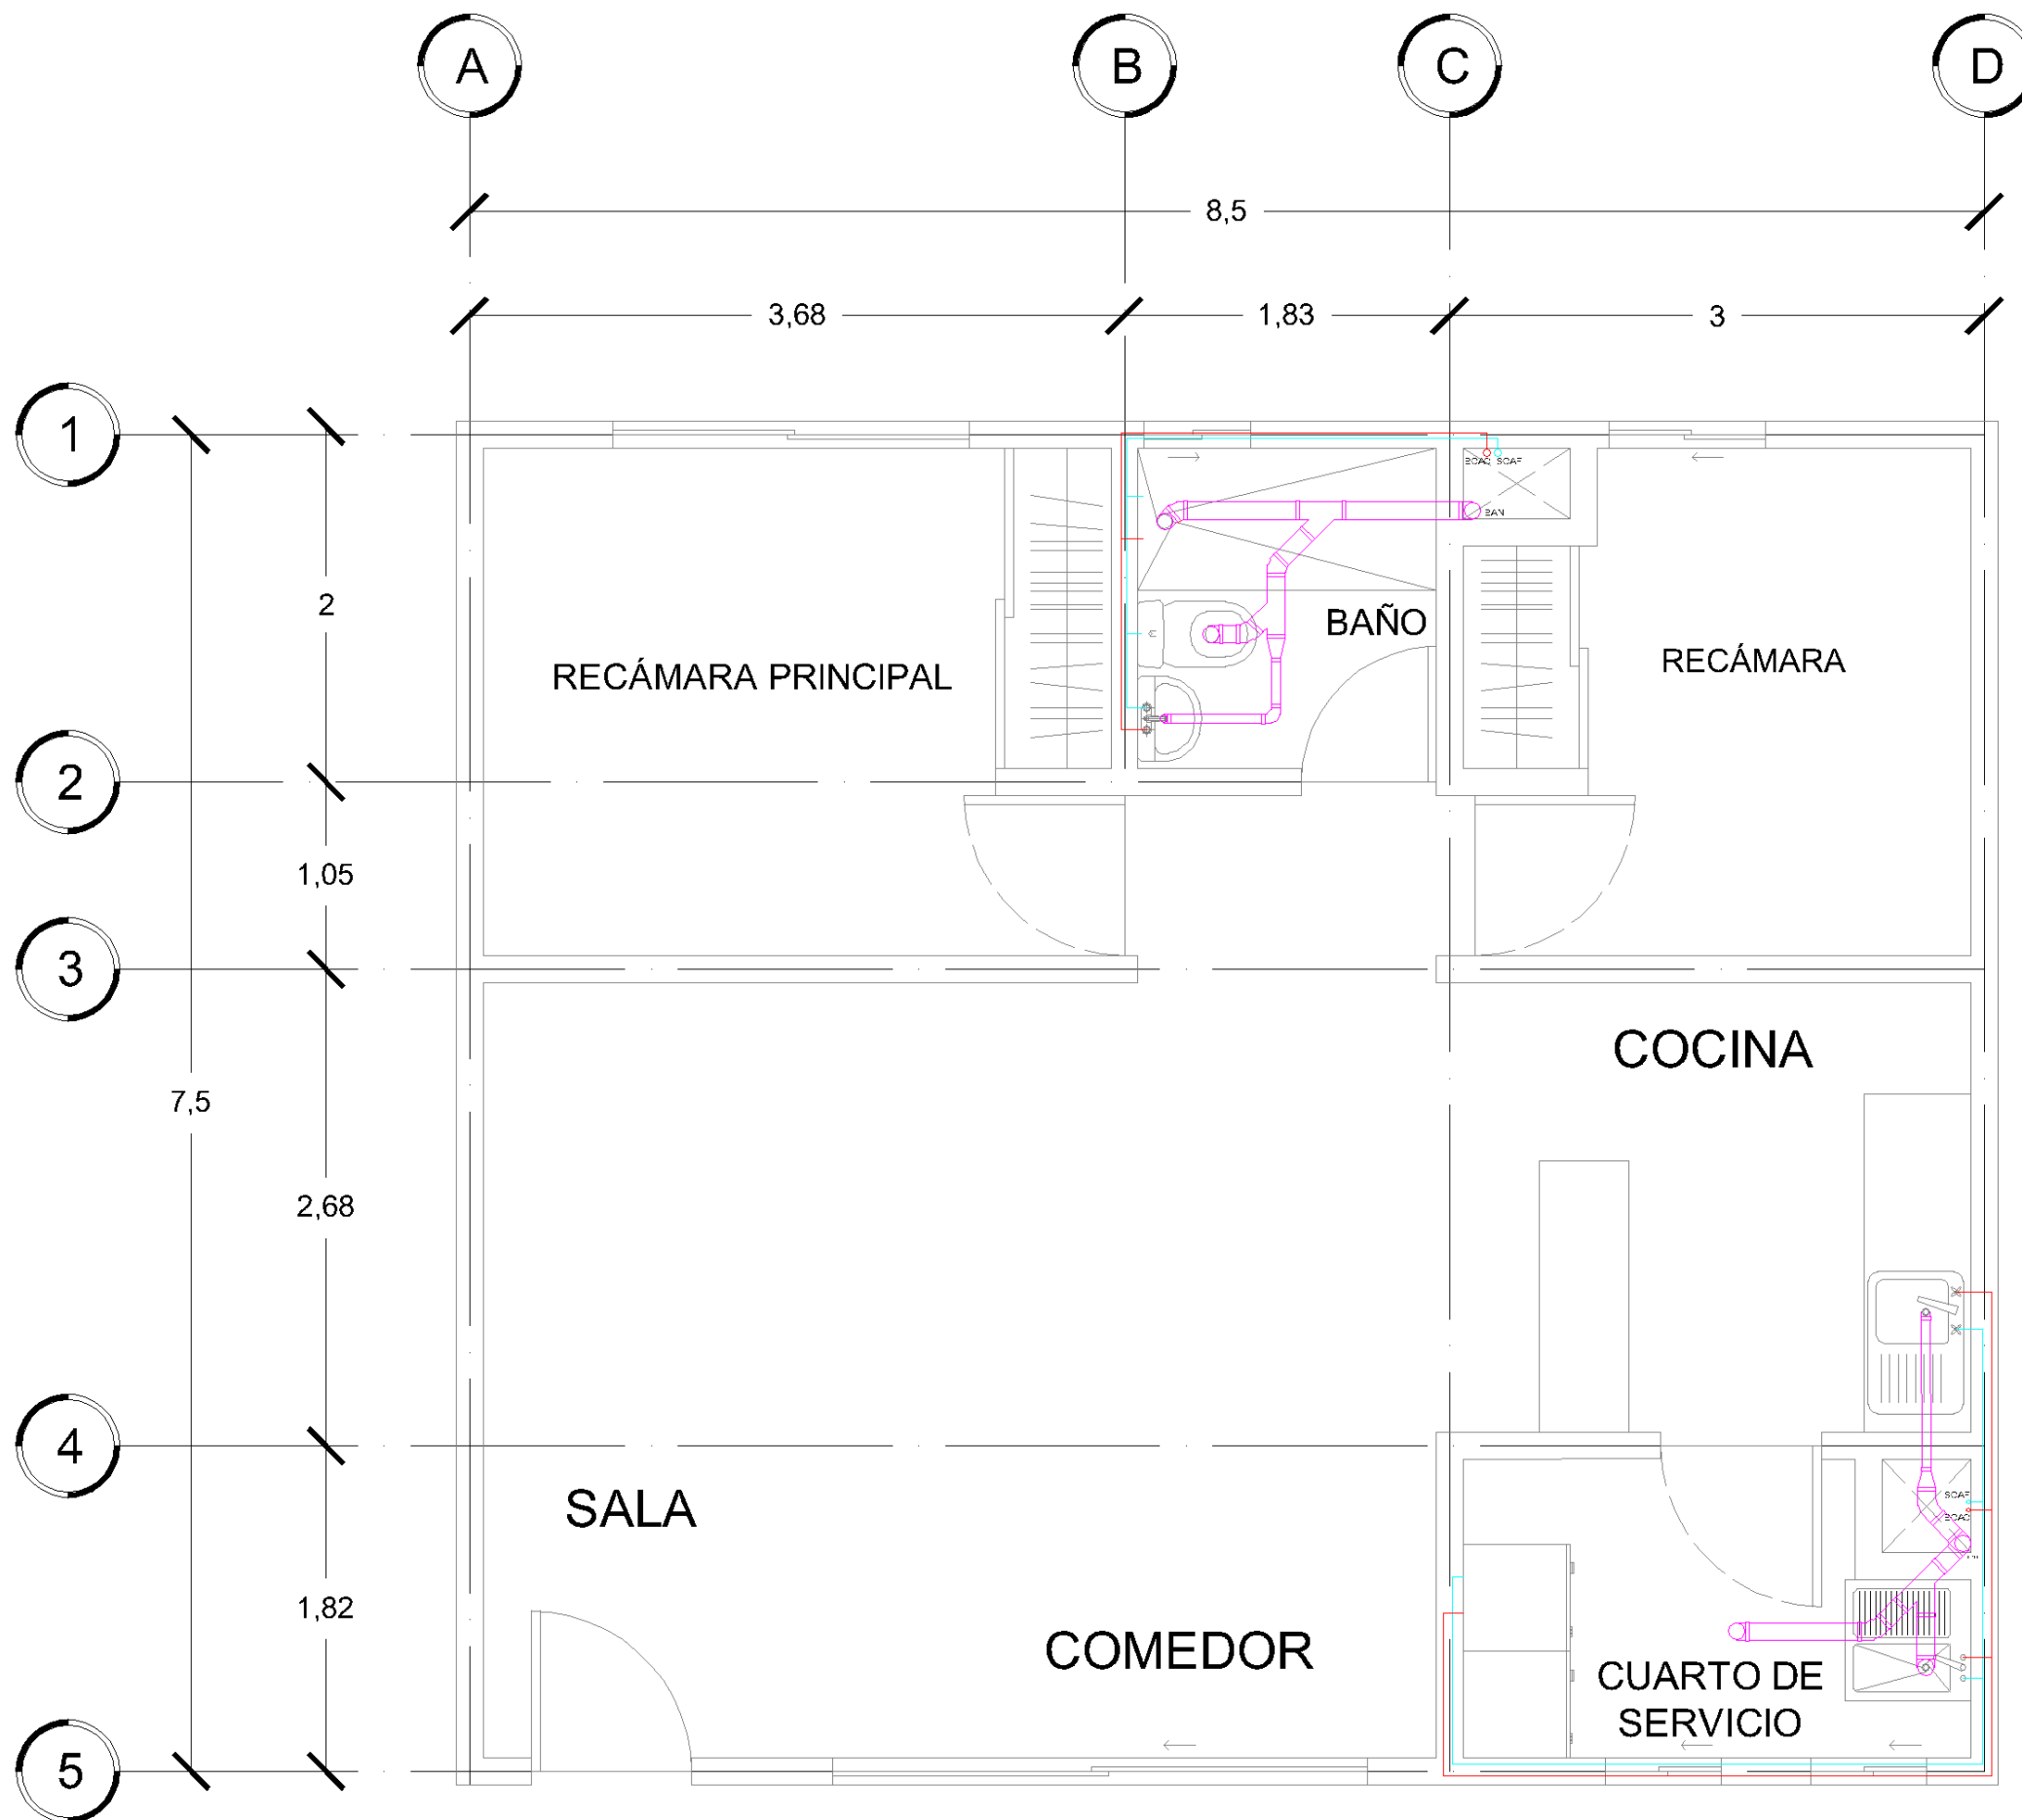 A
B
C
D
8,5
3,68
1,83
3
1
2
BAÑO
RECÁMARA PRINCIPAL
RECÁMARA
2
1,05
3
COCINA
7,5
2,68
4
SALA
SCAF
1,82
COMEDOR
CUARTO DE
SERVICIO
5